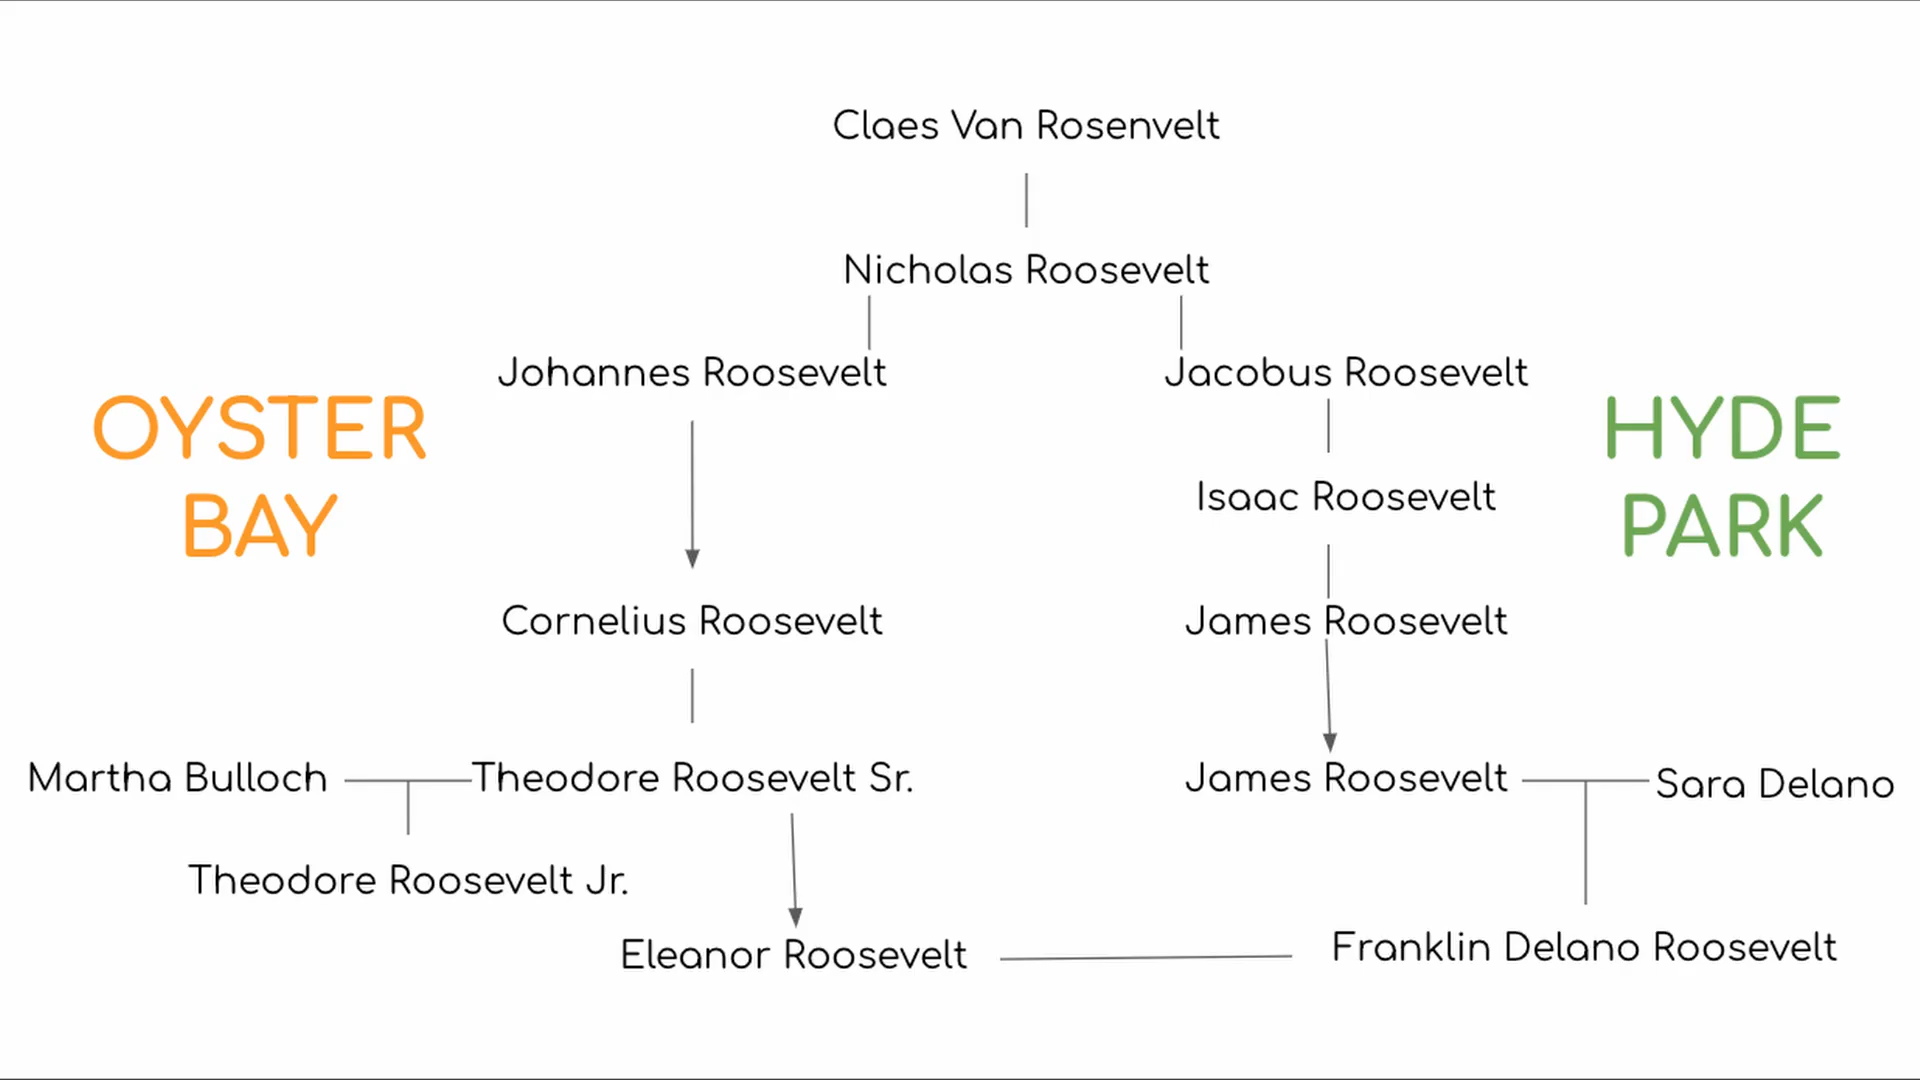 Claes Van Rosenvelt
Nicholas Roosevelt
Johannes Roosevelt
Jacobus Roosevelt
OYSTER
BAY
HYDE
PARK
Isaac Roosevelt
Cornelius Roosevelt
James Roosevelt
Martha Bulloch
Theodore Roosevelt Sr.
James Roosevelt
Sara Delano
Theodore Roosevelt Jr.
Eleanor Roosevelt
Franklin Delano Roosevelt